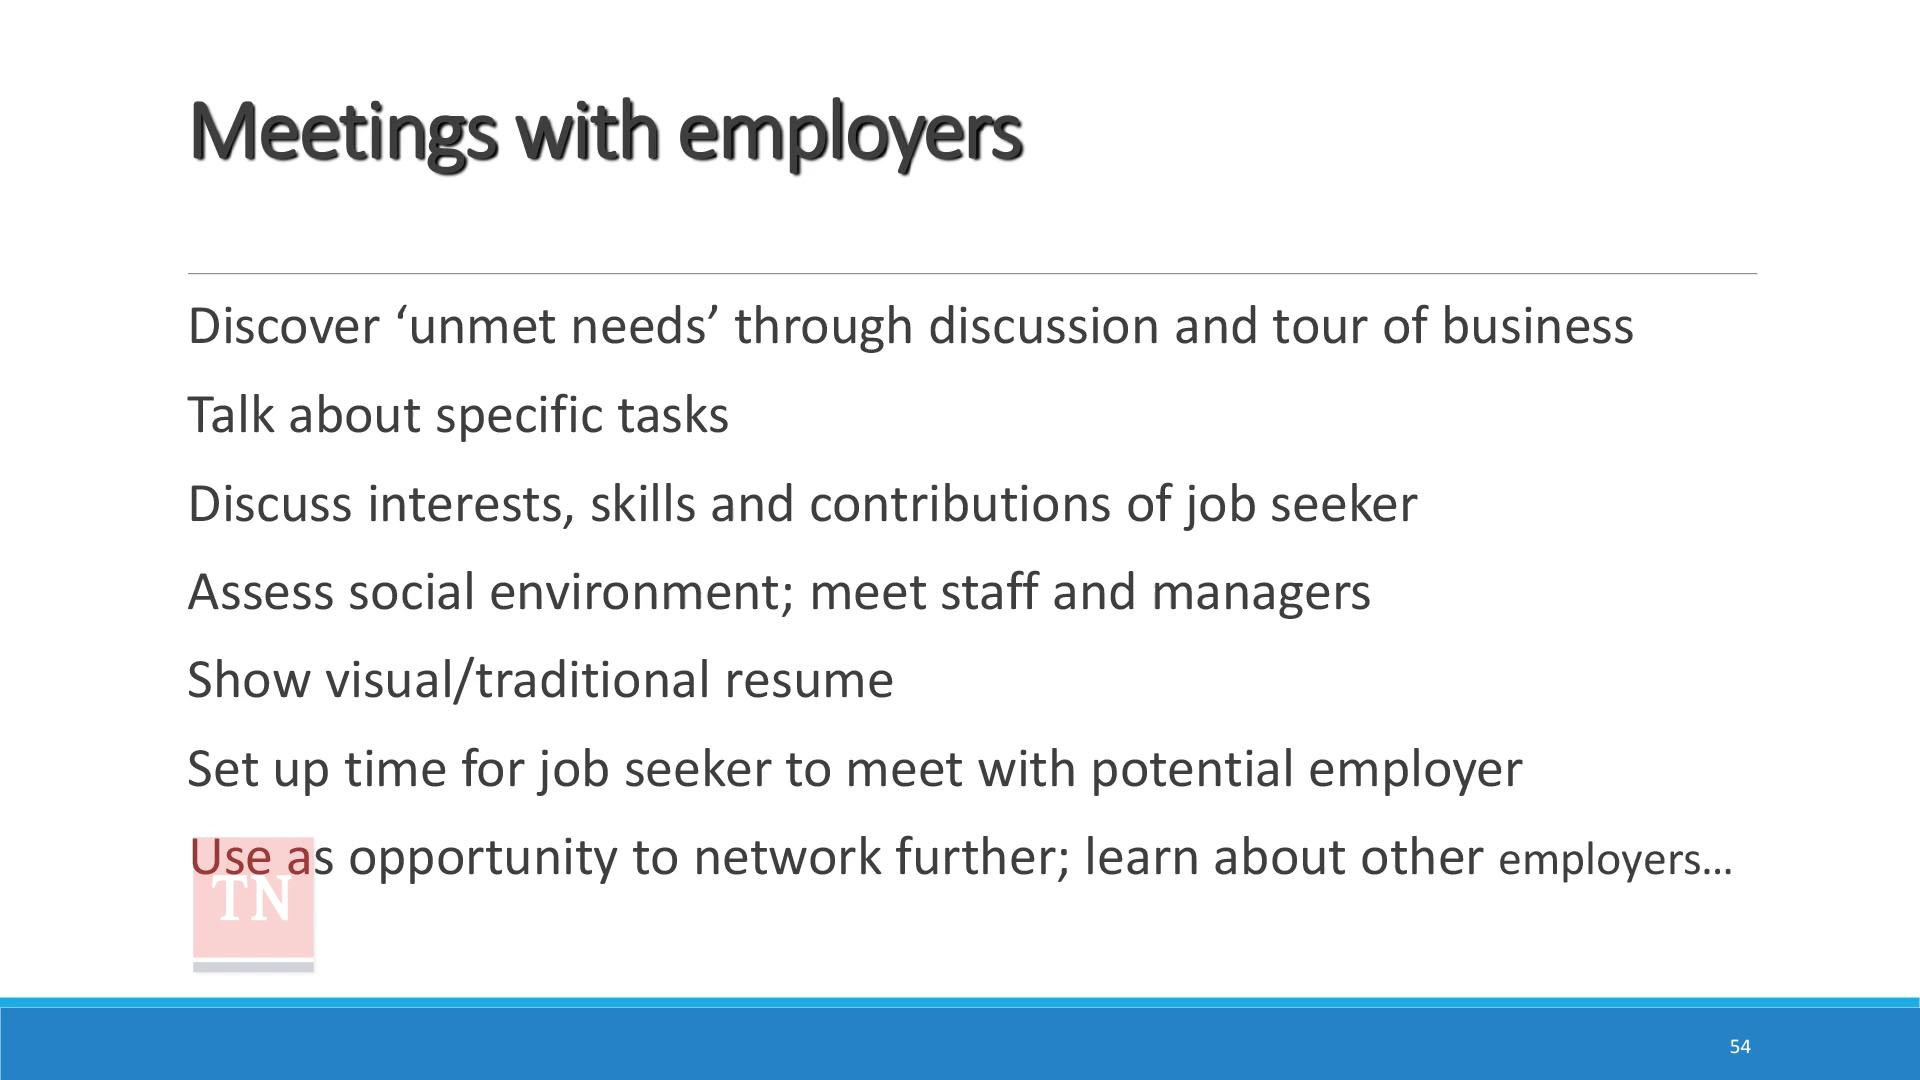 Meetings with employers
Discover ‘unmet needs’ through discussion and tour of business
Talk about specific tasks
Discuss interests, skills and contributions of job seeker
Assess social environment; meet staff and managers
Show visual/traditional resume
Set up time for job seeker to meet with potential employer
Use as opportunity to network further; learn about other employers…
TN
54